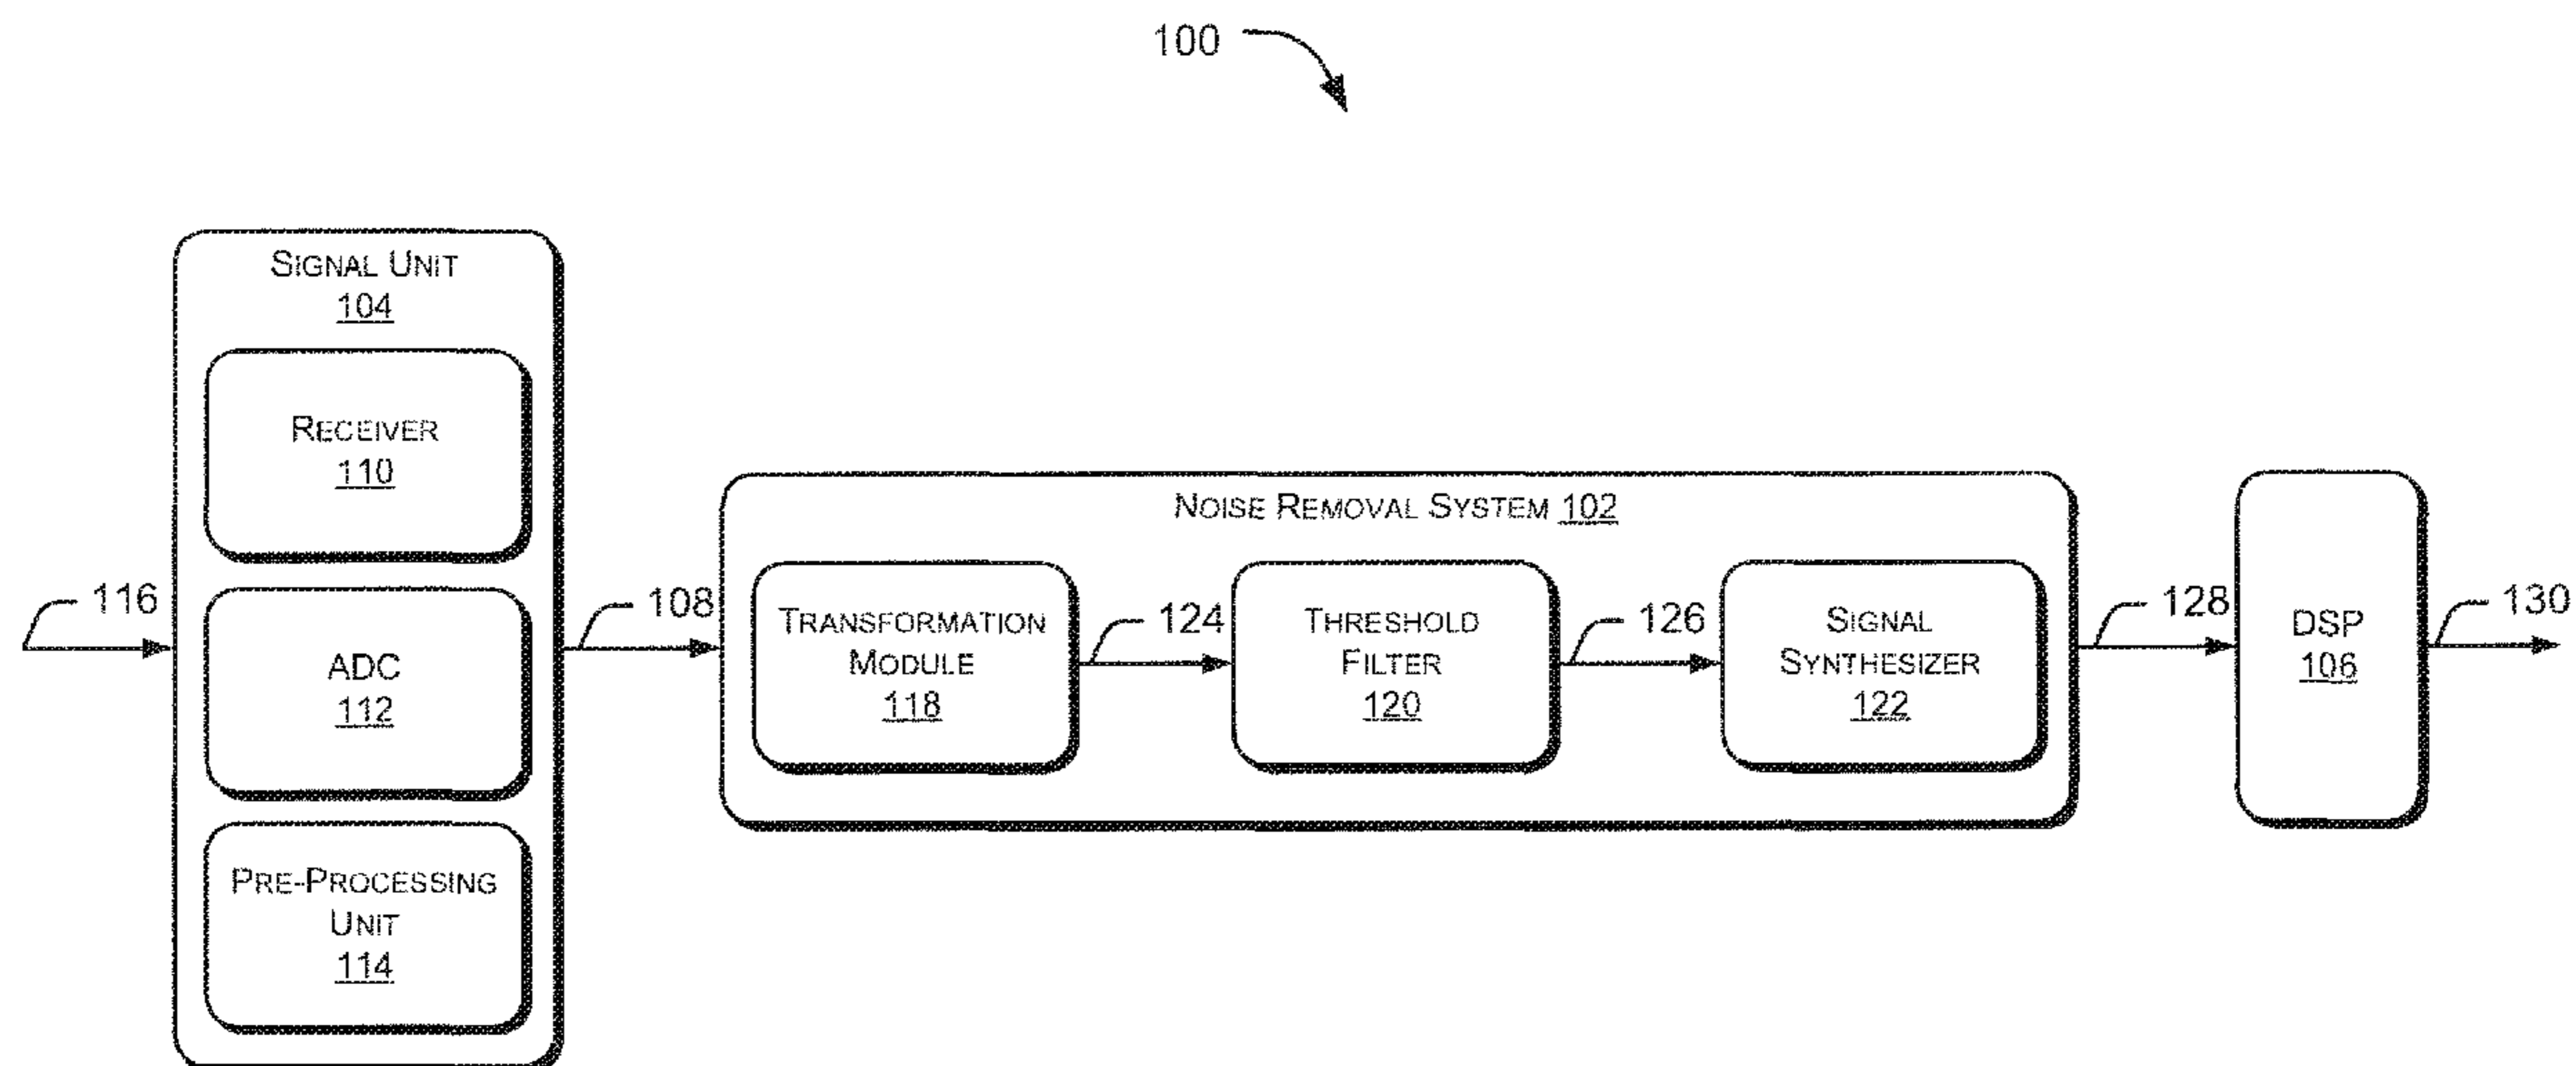 100
SIGNAL UNIT
104
RECEIVER
110
ADC
112
PRE-PROCESSING
UNIT
114
116
108
NOISE REMOVAL SYSTEM 102
TRANSFORMATION
MODULE
118
124
THRESHOLD
FILTER
120
126
SIGNAL
SYNTHESIZER
122
128
DSP
106
130